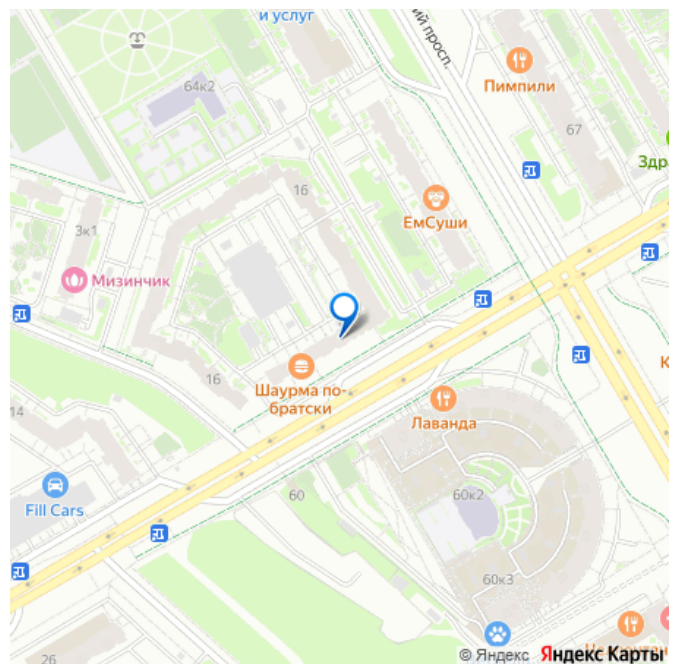 и услуг
ий просп.
Пимпили
64к2
67
Здра
16
ЕмСуши
3к1
Мизинчик
16
Шаурма по-
братски
Лаванда
14
Fill Cars
60
60к2
60к3
26
© Яндекс Яндекс Карты